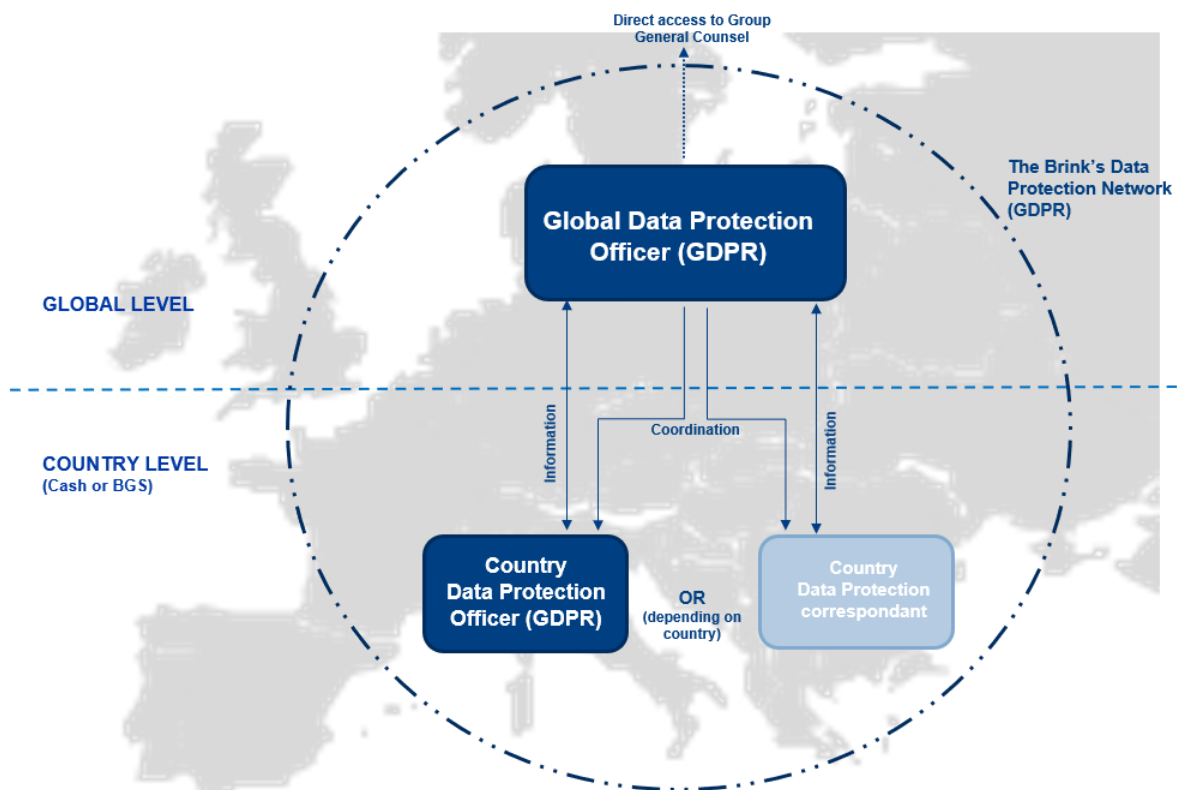 Direct access to Group
General Counsel
The Brink's Data
Protection Network
(GDPR)
Global Data Protection
Officer (GDPR)
GLOBAL LEVEL
COUNTRY LEVEL
(Cash or BGS)
Information
Coordination
Information
Country
Data Protection
Officer (GDPR)
OR
(depending on
country)
Country
Data Protection
correspondant